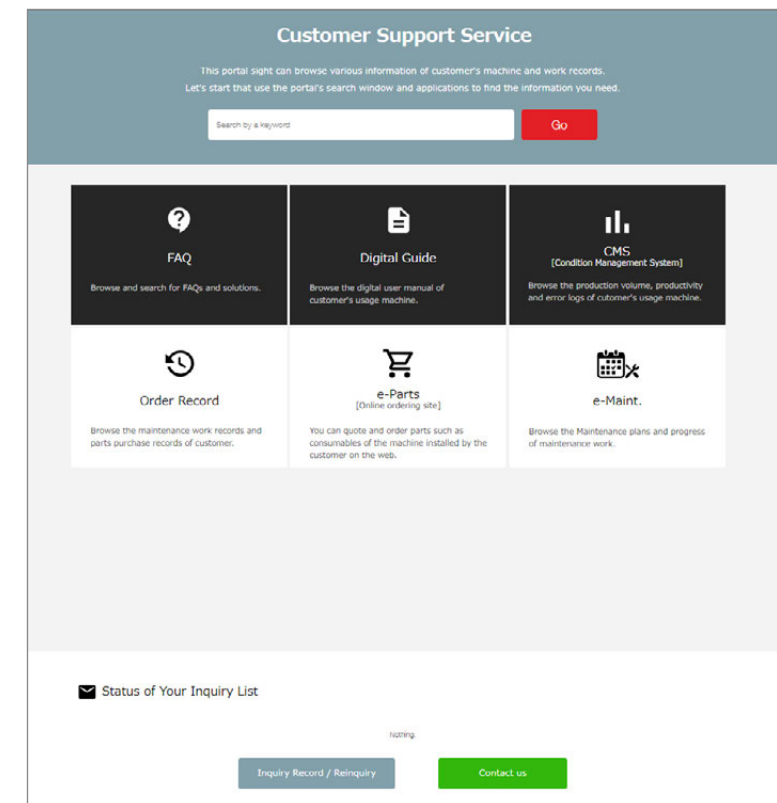 Customer Support Service
This portal sight can browse various information of customer's machine and work records.
Let's start that use the portal's search window and applications to find the information you need.
Search by a keyword
Go
FAQ
Browse and search for FAQs and solutions.
Digital Guide
Browse the digital user manual of
customer's usage machine.
CMS
[Condition Management System]
Browse the production volume, productivity
and error logs of cutomer's usage machine.
Order Record
Browse the maintenance work records and
parts purchase records of customer.
e-Parts
[Online ordering site]
You can quote and order parts such as
consumables of the machine installed by the
customer on the web.
e-Maint.
Browse the Maintenance plans and progress
of maintenance work.
Status of Your Inquiry List
Nothing.
Inquiry Record / Reinquiry
Contact us